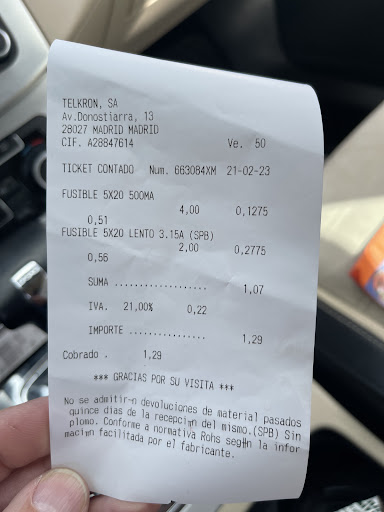 TELKRON, SA
Av.Donostiarra, 13
28027 MADRID MADRID
CIF. A28847614 Ve. 50
TICKET CONTADO Num. 663084XM 21-02-23
FUSIBLE 5X20 500MA
4,00 0,1275
0,51
FUSIBLE 5X20 LENTO 3.15A (SPB)
2,00 0,2775
0,56
SUMA .................. 1,07
IVA. 21,00% 0,22
IMPORTE ............... 1,29
Cobrado . 1,29
*** GRACIAS POR SU VISITA ***
No se admitir¬n devoluciones de material pasados
quince dias de la recepci¶n del mismo.(SPB) Sin
plomo. Conforme a normativa Rohs seg#n la infor
maci¶n facilitada por el fabricante.